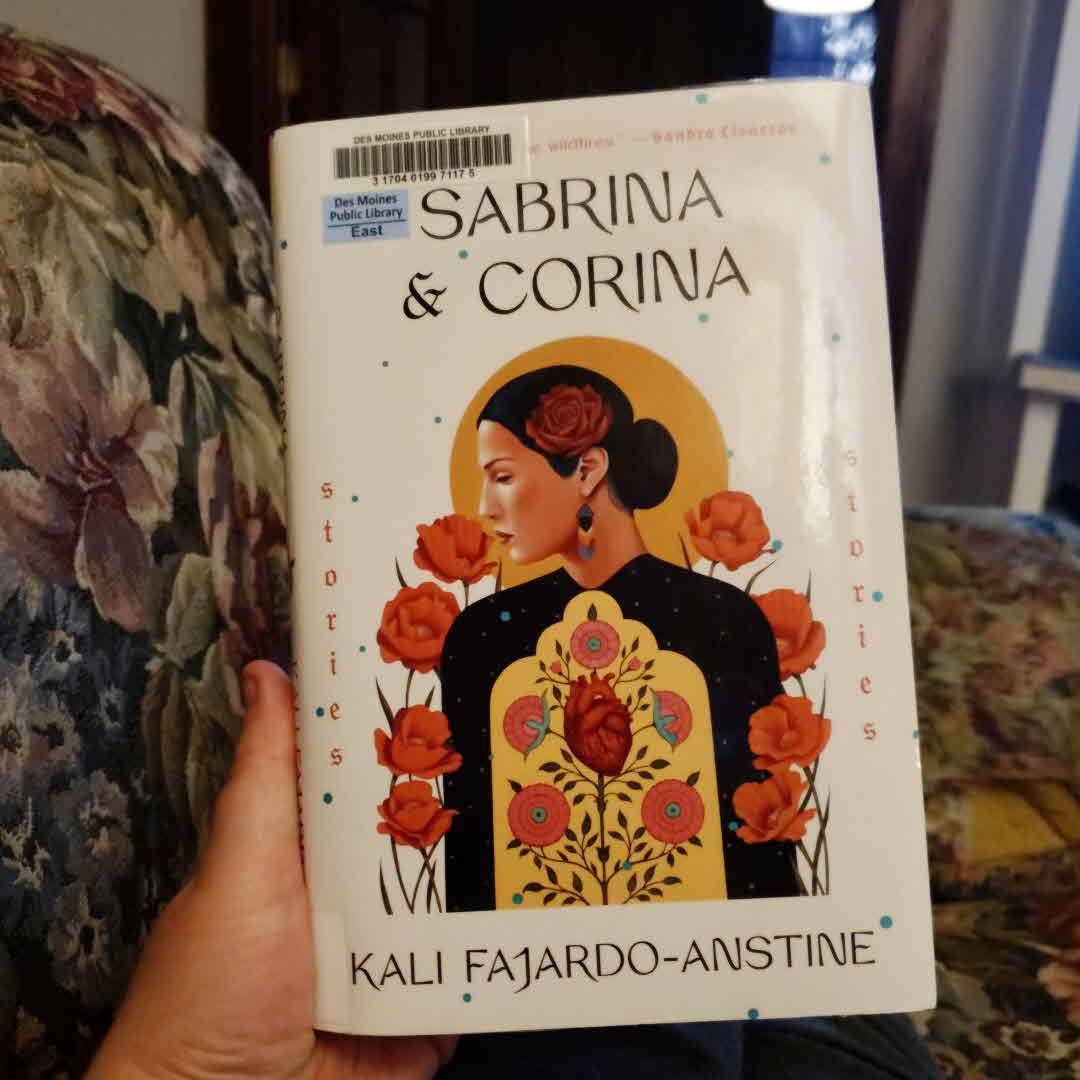 DES MOINES PUBLIC LIBRARY
3 1704 0199 7117 5
Des Moines
Public Library
East
wildfires." — Sandra Cisneros
SABRINA
& CORINA
stories
stories
KALI FAJARDO-ANSTINE